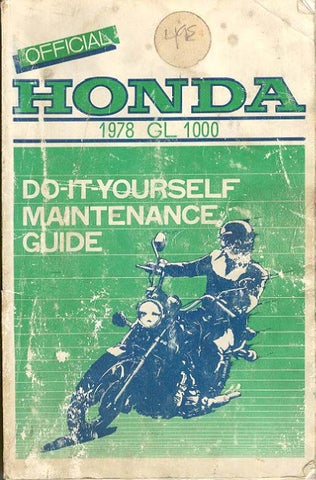 OFFICIAL
HONDA
1978 GL 1000
DO-IT-YOURSELF
MAINTENANCE
GUIDE